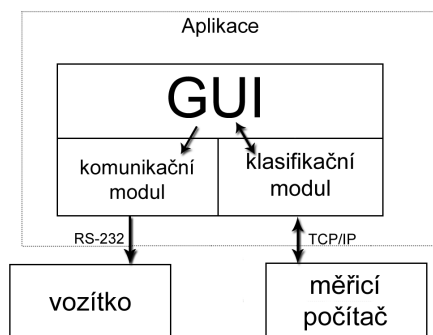 Aplikace
GUI
komunikační
modul
klasifikační
modul
RS-232
TCP/IP
vozítko
měřicí
počítač